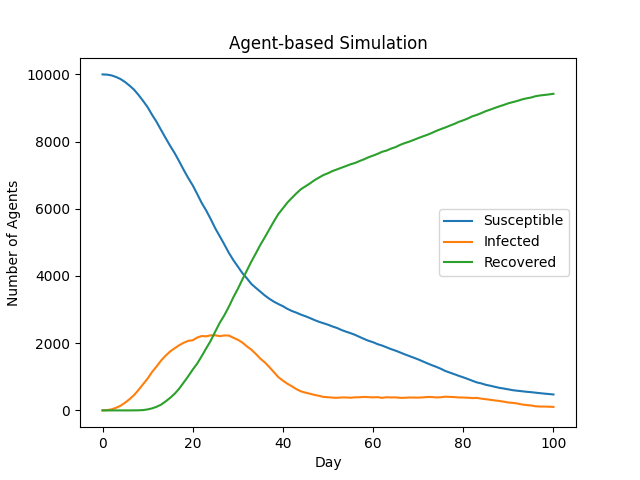 Agent-based Simulation
Number of Agents
10000
8000
6000
4000
2000
0
Susceptible
Infected
Recovered
0 20 40 60 80 100
Day